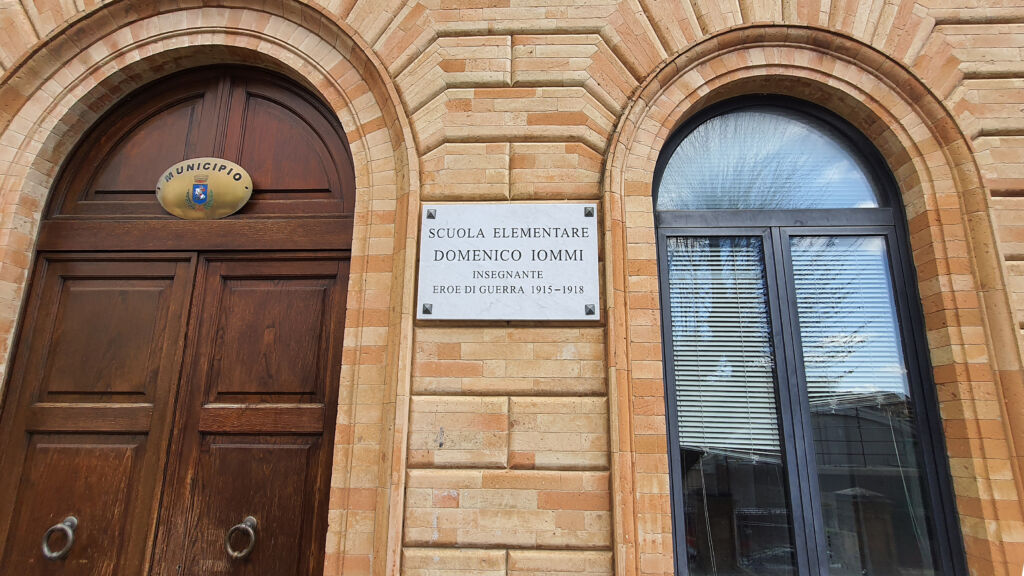 MUNICIPIO
SCUOLA ELEMENTARE
DOMENICO IOMMI
INSEGNANTE
EROE DI GUERRA 1915-1918